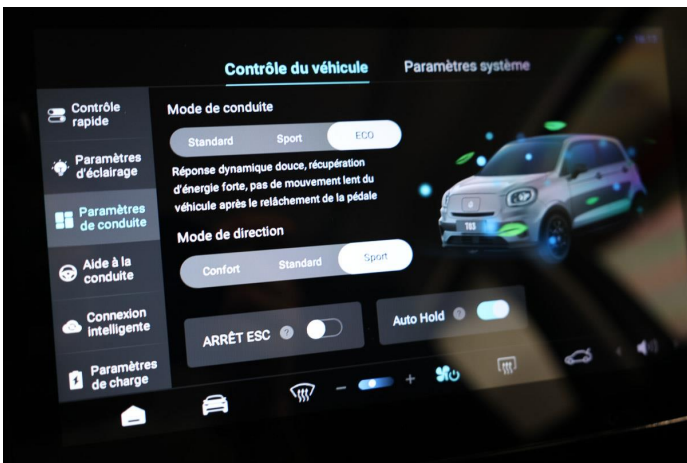 Contrôle du véhicule
Paramètres système
Contrôle
rapide
Paramètres
d'éclairage
Paramètres
de conduite
Aide à la
conduite
Connexion
intelligente
Paramètres
de charge
Mode de conduite
Standard Sport ECO
Réponse dynamique douce, récupération
d'énergie forte, pas de mouvement lent du
véhicule après le relâchement de la pédale
Mode de direction
Confort Standard Sport
ARRÊT ESC ?
Auto Hold ?
T03